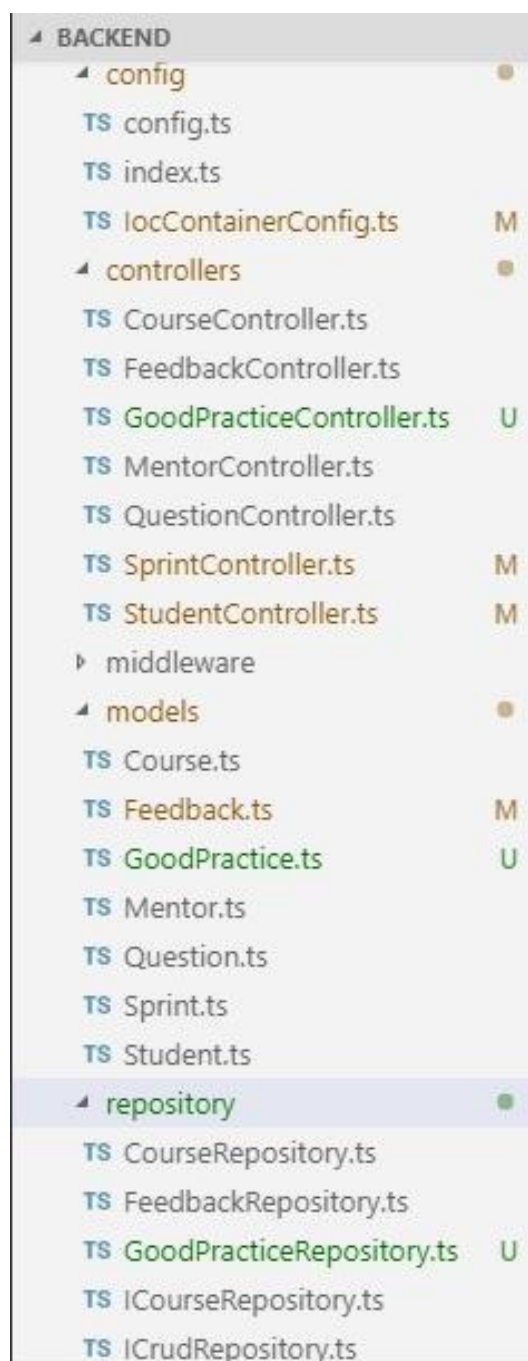 BACKEND
config
TS config.ts
TS index.ts
TS IocContainerConfig.ts M
controllers
TS CourseController.ts
TS FeedbackController.ts
TS GoodPracticeController.ts U
TS MentorController.ts
TS QuestionController.ts
TS SprintController.ts M
TS StudentController.ts M
middleware
models
TS Course.ts
TS Feedback.ts M
TS GoodPractice.ts U
TS Mentor.ts
TS Question.ts
TS Sprint.ts
TS Student.ts
repository
TS CourseRepository.ts
TS FeedbackRepository.ts
TS GoodPracticeRepository.ts U
TS ICourseRepository.ts
TS ICrudRepository.ts